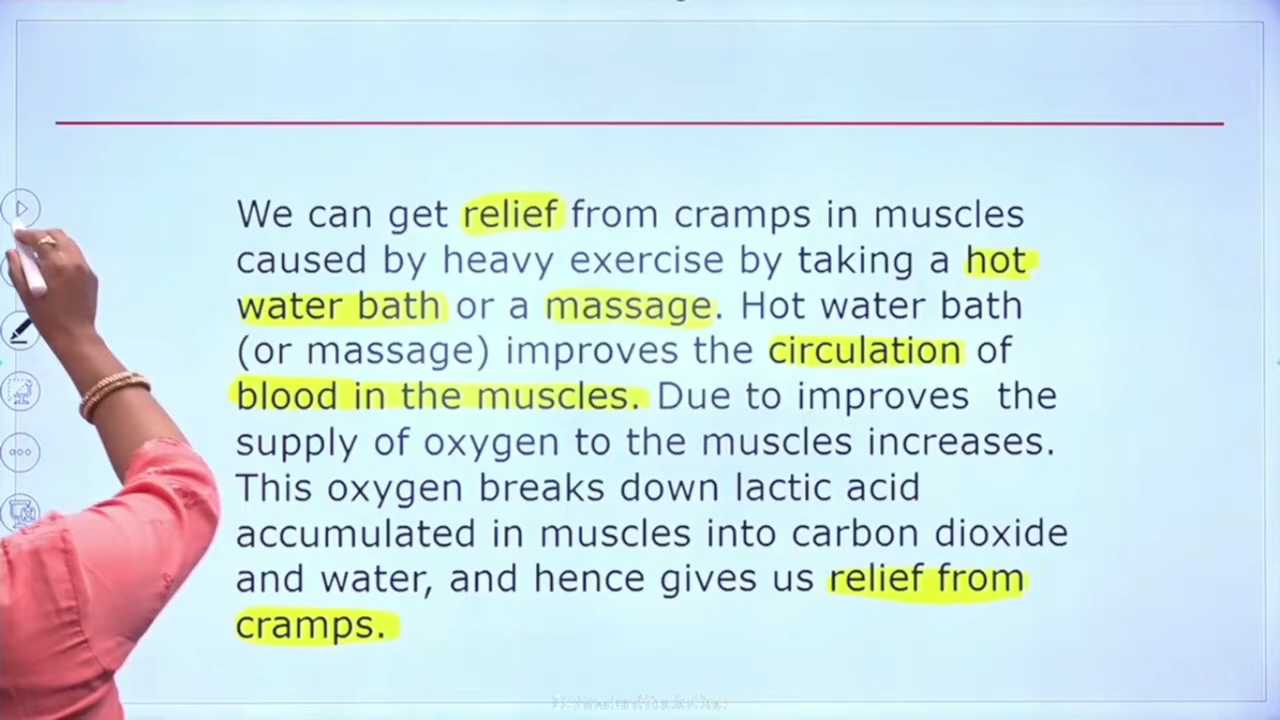 We can get relief from cramps in muscles
caused by heavy exercise by taking a hot
water bath or a massage. Hot water bath
(or massage) improves the circulation of
blood in the muscles. Due to improves the
supply of oxygen to the muscles increases.
This oxygen breaks down lactic acid
accumulated in muscles into carbon dioxide
and water, and hence gives us relief from
cramps.